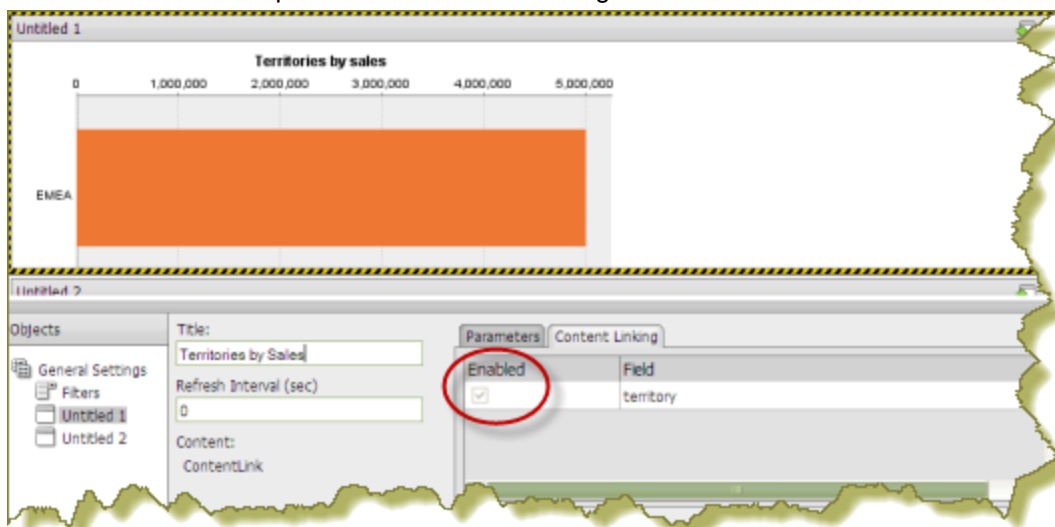 Untitled 1
Territories by sales
0 1,000,000 2,000,000 3,000,000 4,000,000 5,000,000
EMEA
Untitled 2
Objects
General Settings
Filters
Untitled 1
Untitled 2
Title:
Territories by Sales
Refresh Interval (sec)
0
Content:
ContentLink
Parameters Content Linking
Enabled Field
territory